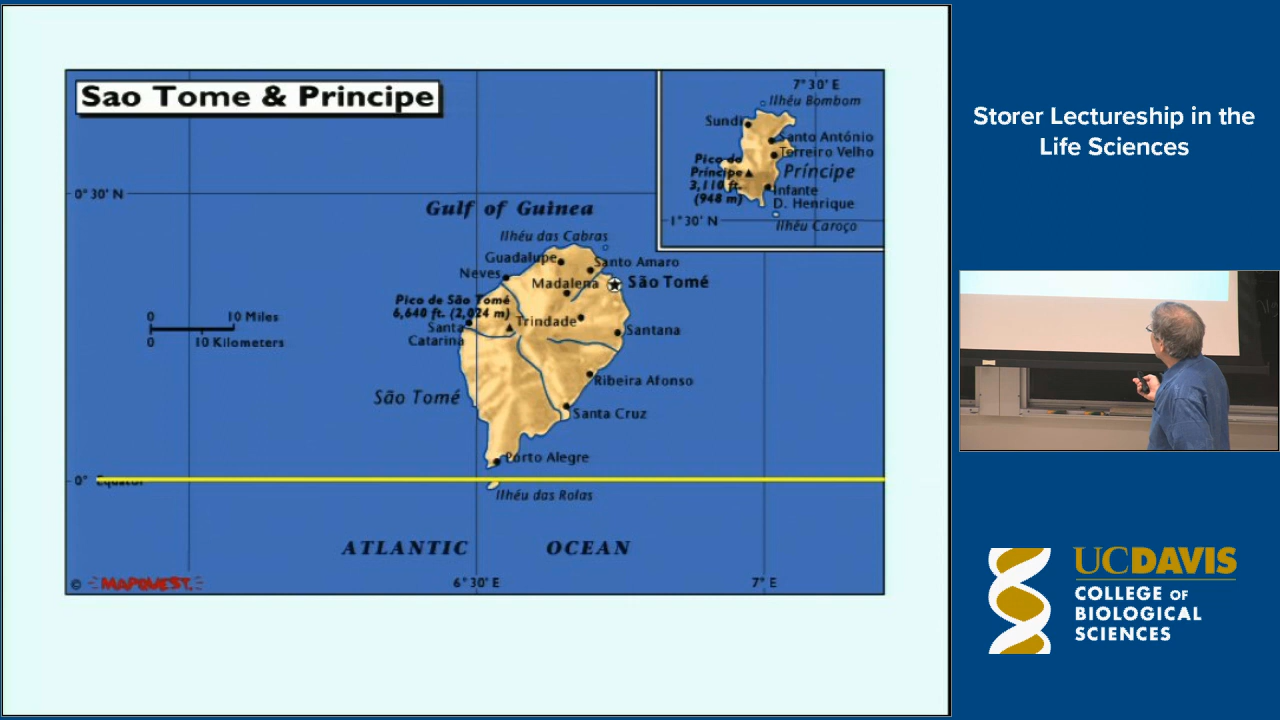 Sao Tome & Principe
7°30' E
Ilhéu Bombom
Sundi
Santo António
Terreiro Velho
Pico do
Príncipe
3,110 ft.
(948 m)
Príncipe
Infante
D. Henrique
1°30' N
Ilhéu Caroço
0°30' N
Gulf of Guinea
Ilhéu das Cabras
Guadalupe
Santo Amaro
Neves
Madalena
São Tomé
Pico de São Tomé
6,640 ft. (2,024 m)
Trindade
Santa
Catarina
Santana
0 10 Miles
0 10 Kilometers
Ribeira Afonso
São Tomé
Santa Cruz
Porto Alegre
0° Equator
Ilhéu das Rolas
ATLANTIC OCEAN
© MAPQUEST.
6°30' E
7° E
Storer Lectureship in the
Life Sciences
UCDAVIS
COLLEGE OF
BIOLOGICAL
SCIENCES